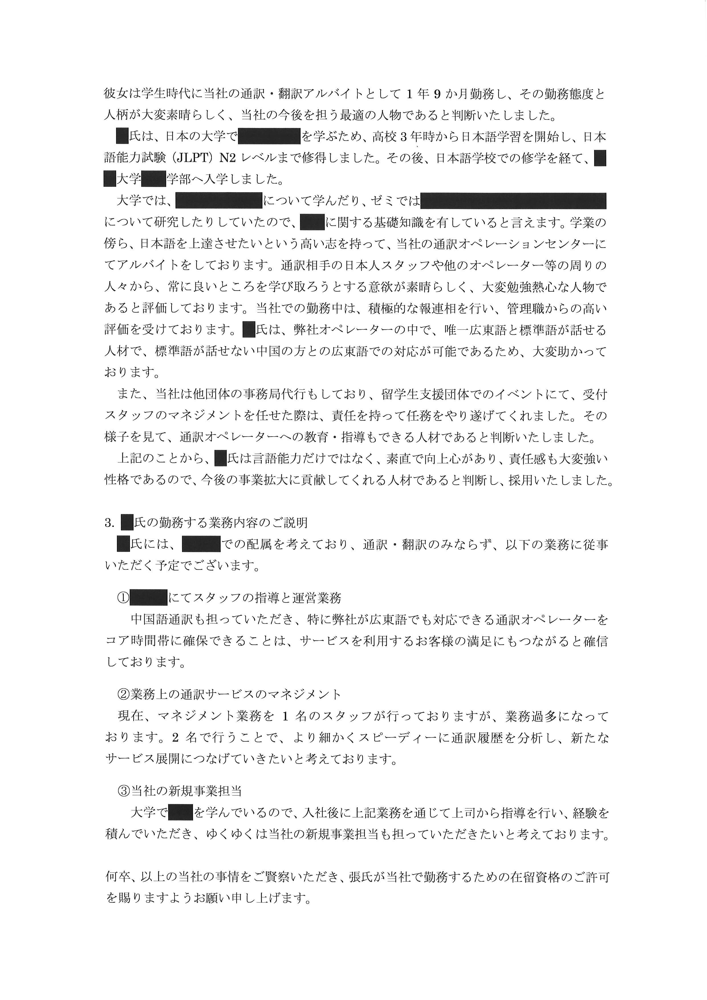 彼女は学生時代に当社の通訳・翻訳アルバイトとして 1 年 9 か月勤務し、その勤務態度と
人柄が大変素晴らしく、当社の今後を担う最適の人物であると判断いたしました。
氏は、日本の大学で を学ぶため、高校 3 年時から日本語学習を開始し、日本
語能力試験（JLPT）N2 レベルまで修得しました。その後、日本語学校での修学を経て、
大学 学部へ入学しました。
大学では、 について学んだり、ゼミでは
について研究したりしていたので、 に関する基礎知識を有していると言えます。学業の
傍ら、日本語を上達させたいという高い志を持って、当社の通訳オペレーションセンターに
てアルバイトをしております。通訳相手の日本人スタッフや他のオペレーター等の周りの
人々から、常に良いところを学び取ろうとする意欲が素晴らしく、大変勉強熱心な人物で
あると評価しております。当社での勤務中は、積極的な報連相を行い、管理職からの高い
評価を受けております。 氏は、弊社オペレーターの中で、唯一広東語と標準語が話せる
人材で、標準語が話せない中国の方との広東語での対応が可能であるため、大変助かって
おります。
また、当社は他団体の事務局代行もしており、留学生支援団体でのイベントにて、受付
スタッフのマネジメントを任せた際は、責任を持って任務をやり遂げてくれました。その
様子を見て、通訳オペレーターへの教育・指導もできる人材であると判断いたしました。
上記のことから、 氏は言語能力だけではなく、素直で向上心があり、責任感も大変強い
性格であるので、今後の事業拡大に貢献してくれる人材であると判断し、採用いたしました。
3. 氏の勤務する業務内容のご説明
氏には、 での配属を考えており、通訳・翻訳のみならず、以下の業務に従事
いただく予定でございます。
① にてスタッフの指導と運営業務
中国語通訳も担っていただき、特に弊社が広東語でも対応できる通訳オペレーターを
コア時間帯に確保できることは、サービスを利用するお客様の満足にもつながると確信
しております。
②業務上の通訳サービスのマネジメント
現在、マネジメント業務を 1 名のスタッフが行っておりますが、業務過多になって
おります。2 名で行うことで、より細かくスピーディーに通訳履歴を分析し、新たな
サービス展開につなげていきたいと考えております。
③当社の新規事業担当
大学で を学んでいるので、入社後に上記業務を通じて上司から指導を行い、経験を
積んでいただき、ゆくゆくは当社の新規事業担当も担っていただきたいと考えております。
何卒、以上の当社の事情をご賢察いただき、張氏が当社で勤務するための在留資格のご許可
を賜りますようお願い申し上げます。